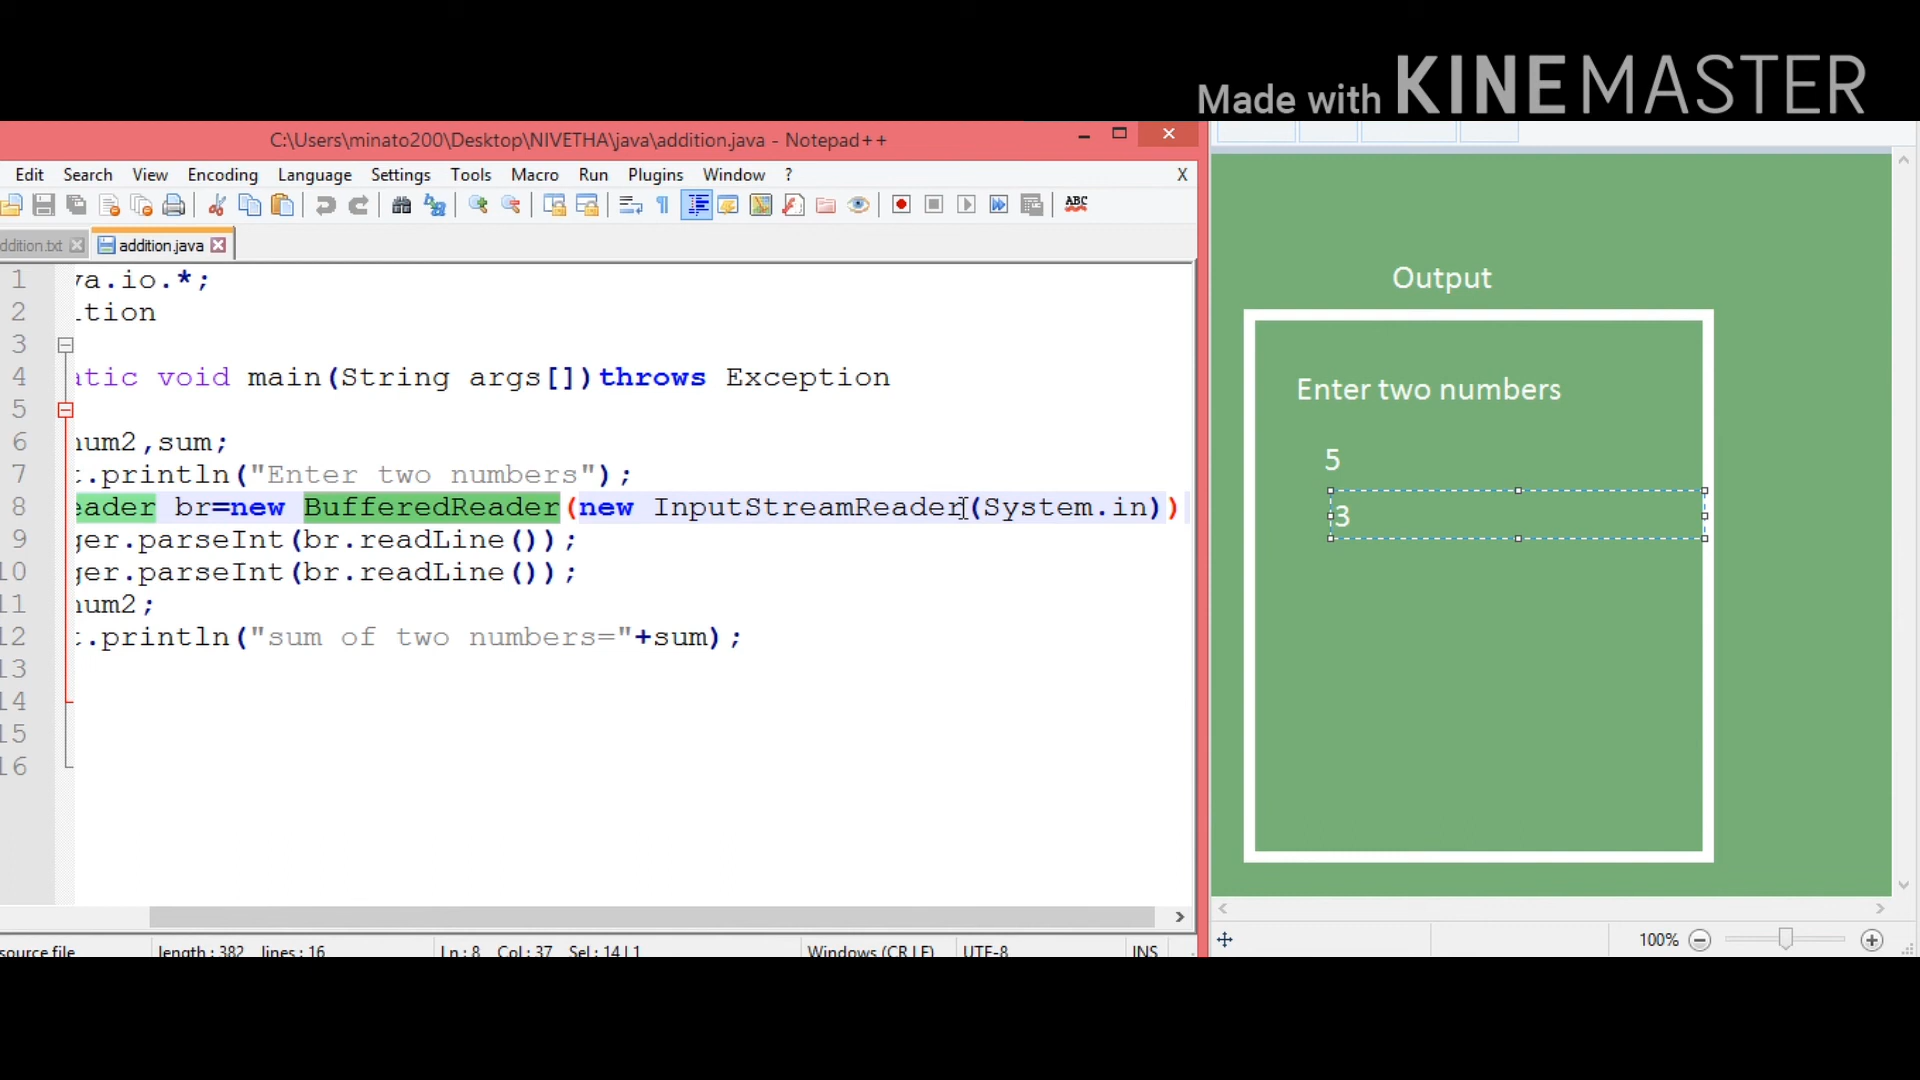 Made with KINEMASTER
C:\Users\minato200\Desktop\NIVETHA\java\addition.java - Notepad++
Edit Search View Encoding Language Settings Tools Macro Run Plugins Window ? X
ABC
ddition.txt addition.java
1 va.io.*;
2 ition
3
4 atic void main(String args[])throws Exception
5
6 num2,sum;
7 t.println("Enter two numbers");
8 eader br=new BufferedReader(new InputStreamReader(System.in))
9 ger.parseInt(br.readLine());
10 ger.parseInt(br.readLine());
11 num2;
12 t.println("sum of two numbers="+sum);
13
14
15
16
source file length : 382 lines : 16 Ln : 8 Col : 37 Sel : 14 | 1 Windows (CR LF) UTF-8 INS
Output
Enter two numbers
5
3
100%